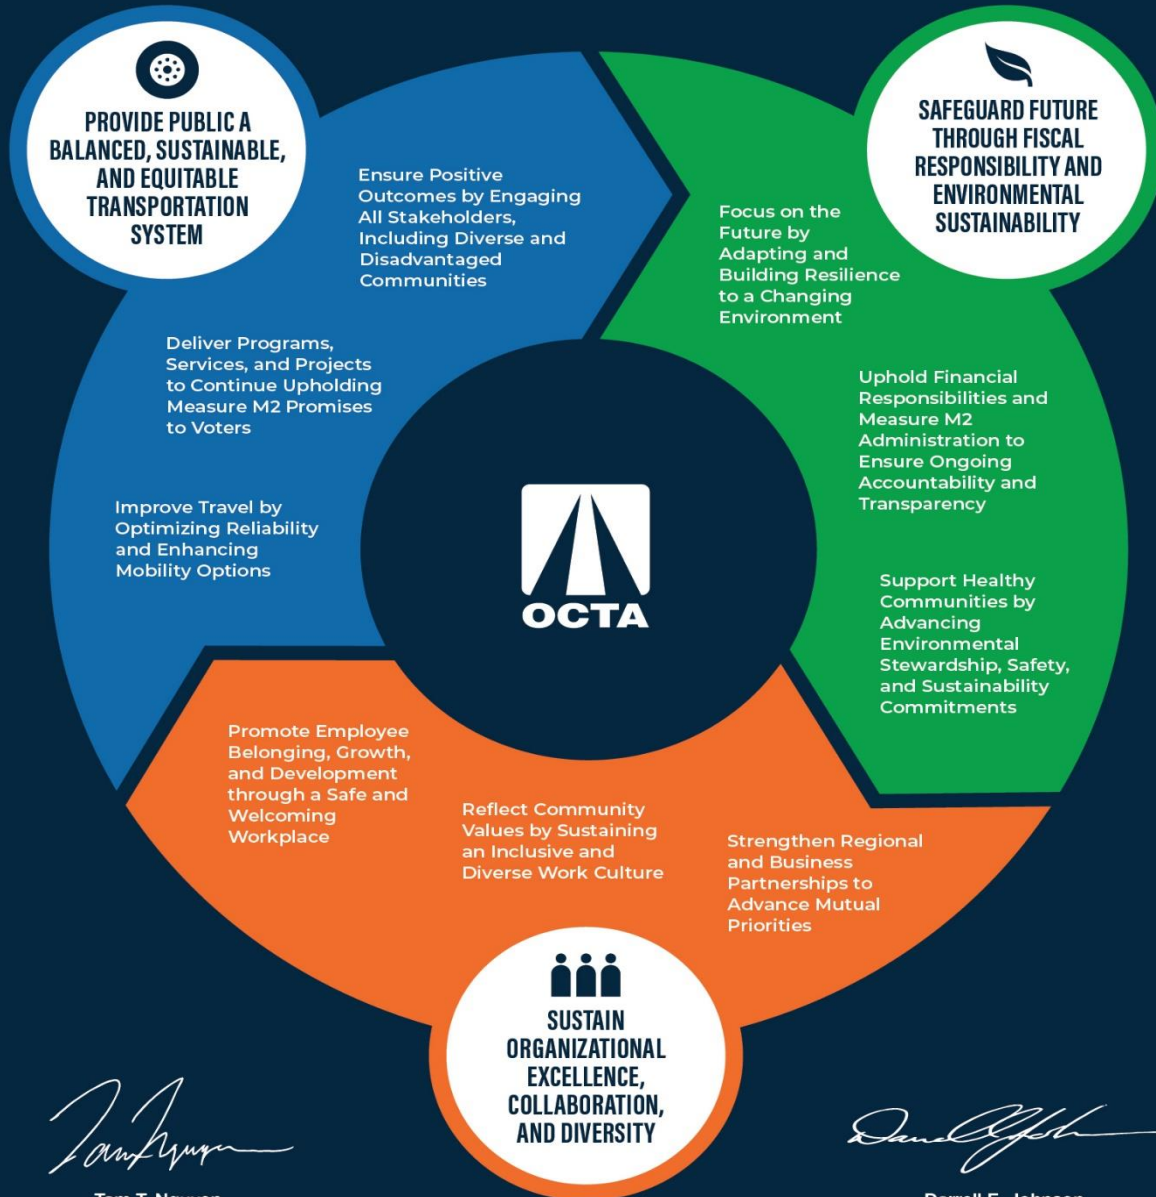 PROVIDE PUBLIC A
BALANCED, SUSTAINABLE,
AND EQUITABLE
TRANSPORTATION
SYSTEM
SAFEGUARD FUTURE
THROUGH FISCAL
RESPONSIBILITY AND
ENVIRONMENTAL
SUSTAINABILITY
Ensure Positive
Outcomes by Engaging
All Stakeholders,
Including Diverse and
Disadvantaged
Communities
Focus on the
Future by
Adapting and
Building Resilience
to a Changing
Environment
Deliver Programs,
Services, and Projects
to Continue Upholding
Measure M2 Promises
to Voters
Uphold Financial
Responsibilities and
Measure M2
Administration to
Ensure Ongoing
Accountability and
Transparency
Improve Travel by
Optimizing Reliability
and Enhancing
Mobility Options
OCTA
Support Healthy
Communities by
Advancing
Environmental
Stewardship, Safety,
and Sustainability
Commitments
Promote Employee
Belonging, Growth,
and Development
through a Safe and
Welcoming
Workplace
Reflect Community
Values by Sustaining
an Inclusive and
Diverse Work Culture
Strengthen Regional
and Business
Partnerships to
Advance Mutual
Priorities
SUSTAIN
ORGANIZATIONAL
EXCELLENCE,
COLLABORATION,
AND DIVERSITY
Tam T. Nguyen
Darrell E. Johnson